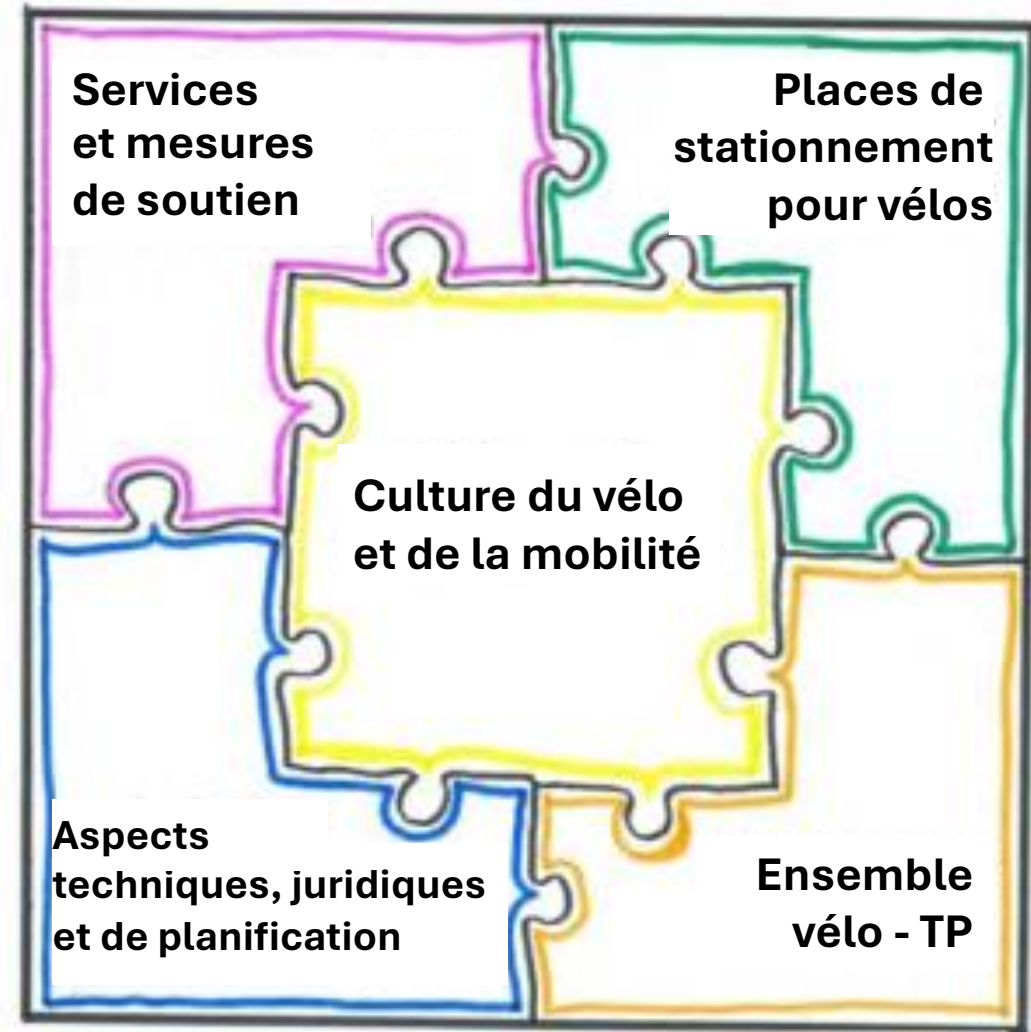 Services
et mesures
de soutien
Places de
stationnement
pour vélos
Culture du vélo
et de la mobilité
Aspects
techniques, juridiques
et de planification
Ensemble
vélo - TP